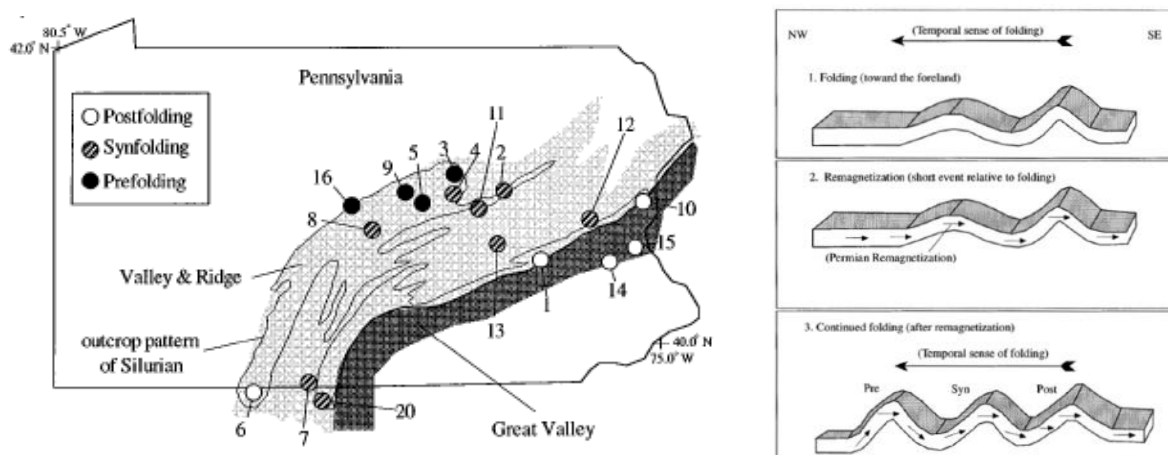 80.5° W
42.0° N
Pennsylvania
Postfolding
Synfolding
Prefolding
11
12
3
4
2
9
5
16
8
10
15
Valley & Ridge
1
14
13
outcrop pattern
of Silurian
40.0° N
75.0° W
6
7
20
Great Valley
(Temporal sense of folding)
NW
SE
1. Folding (toward the foreland)
2. Remagnetization (short event relative to folding)
(Permian Remagnetization)
3. Continued folding (after remagnetization)
(Temporal sense of folding)
Pre
Syn
Post